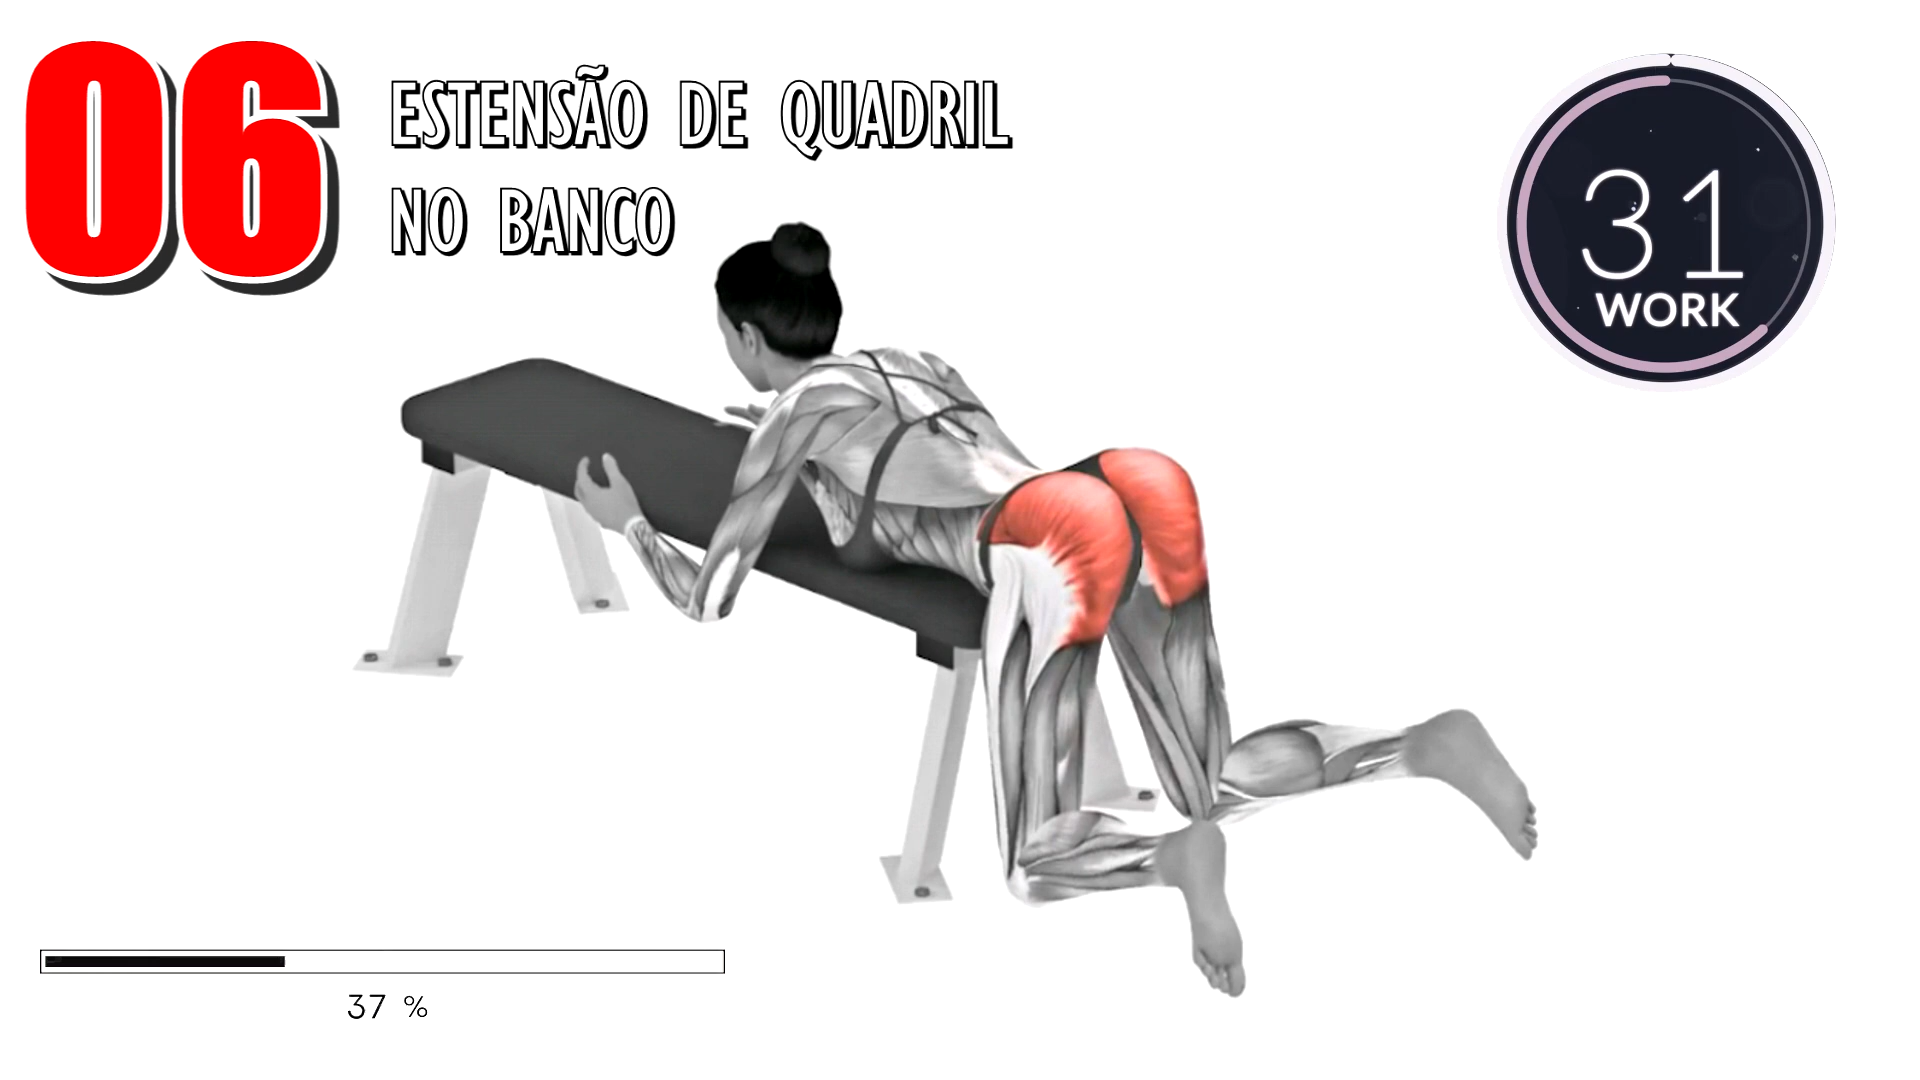 06
ESTENSÃO DE QUADRIL
NO BANCO
31
WORK
37 %